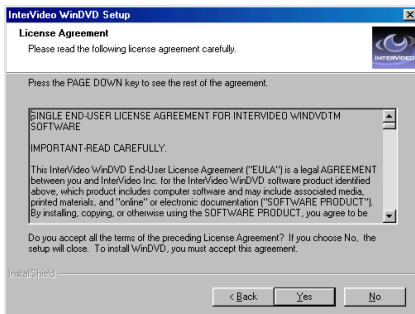 InterVideo WinDVD Setup
License Agreement
Please read the following license agreement carefully.
INTERVIDEO
Press the PAGE DOWN key to see the rest of the agreement.
SINGLE END-USER LICENSE AGREEMENT FOR INTERVIDEO WINDVDTM
SOFTWARE
IMPORTANT-READ CAREFULLY.
This InterVideo WinDVD End-User License Agreement ("EULA") is a legal AGREEMENT
between you and InterVideo Inc. for the InterVideo WinDVD software product identified
above, which product includes computer software and may include associated media,
printed materials, and "online" or electronic documentation ("SOFTWARE PRODUCT").
By installing, copying, or otherwise using the SOFTWARE PRODUCT, you agree to be
Do you accept all the terms of the preceding License Agreement? If you choose No, the
setup will close. To install WinDVD, you must accept this agreement.
InstallShield
< Back Yes No